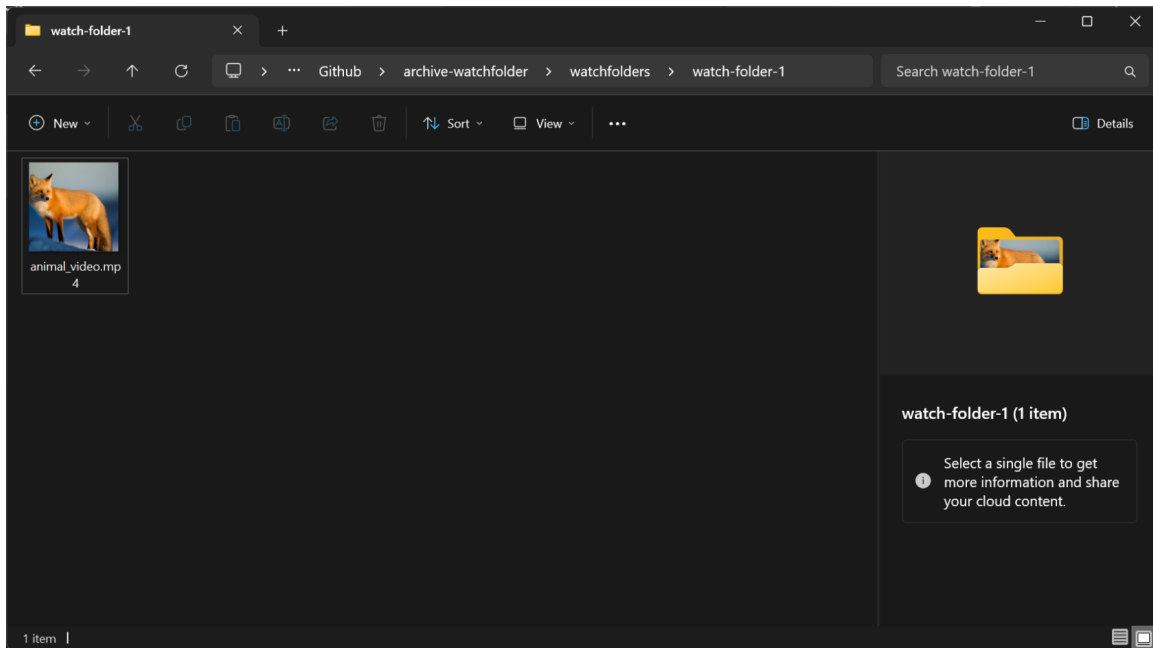 watch-folder-1
Github > archive-watchfolder > watchfolders > watch-folder-1
Search watch-folder-1
New
Sort
View
Details
animal_video.mp
4
watch-folder-1 (1 item)
Select a single file to get
more information and share
your cloud content.
1 item